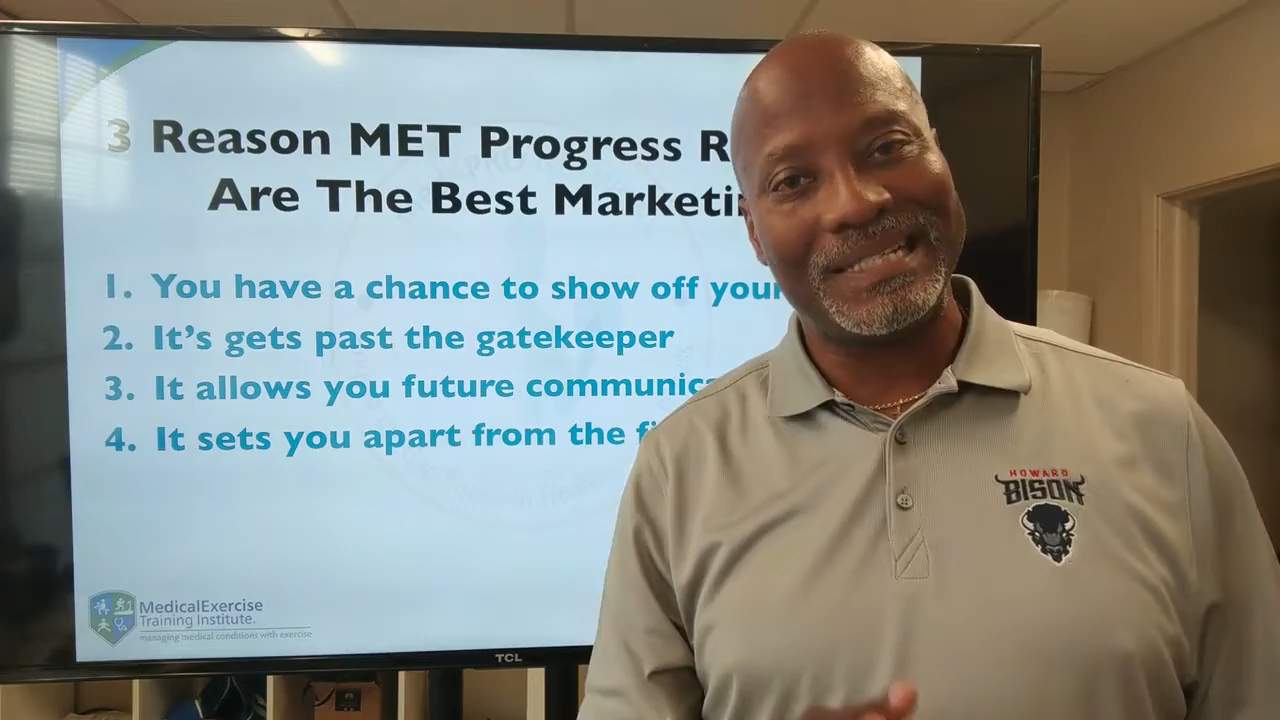 3 Reason MET Progress R
Are The Best Marketin
1. You have a chance to show off your
2. It's gets past the gatekeeper
3. It allows you future communic
4. It sets you apart from the fi
MedicalExercise
Training Institute.
managing medical conditions with exercise
TCL
HOWARD
BISON